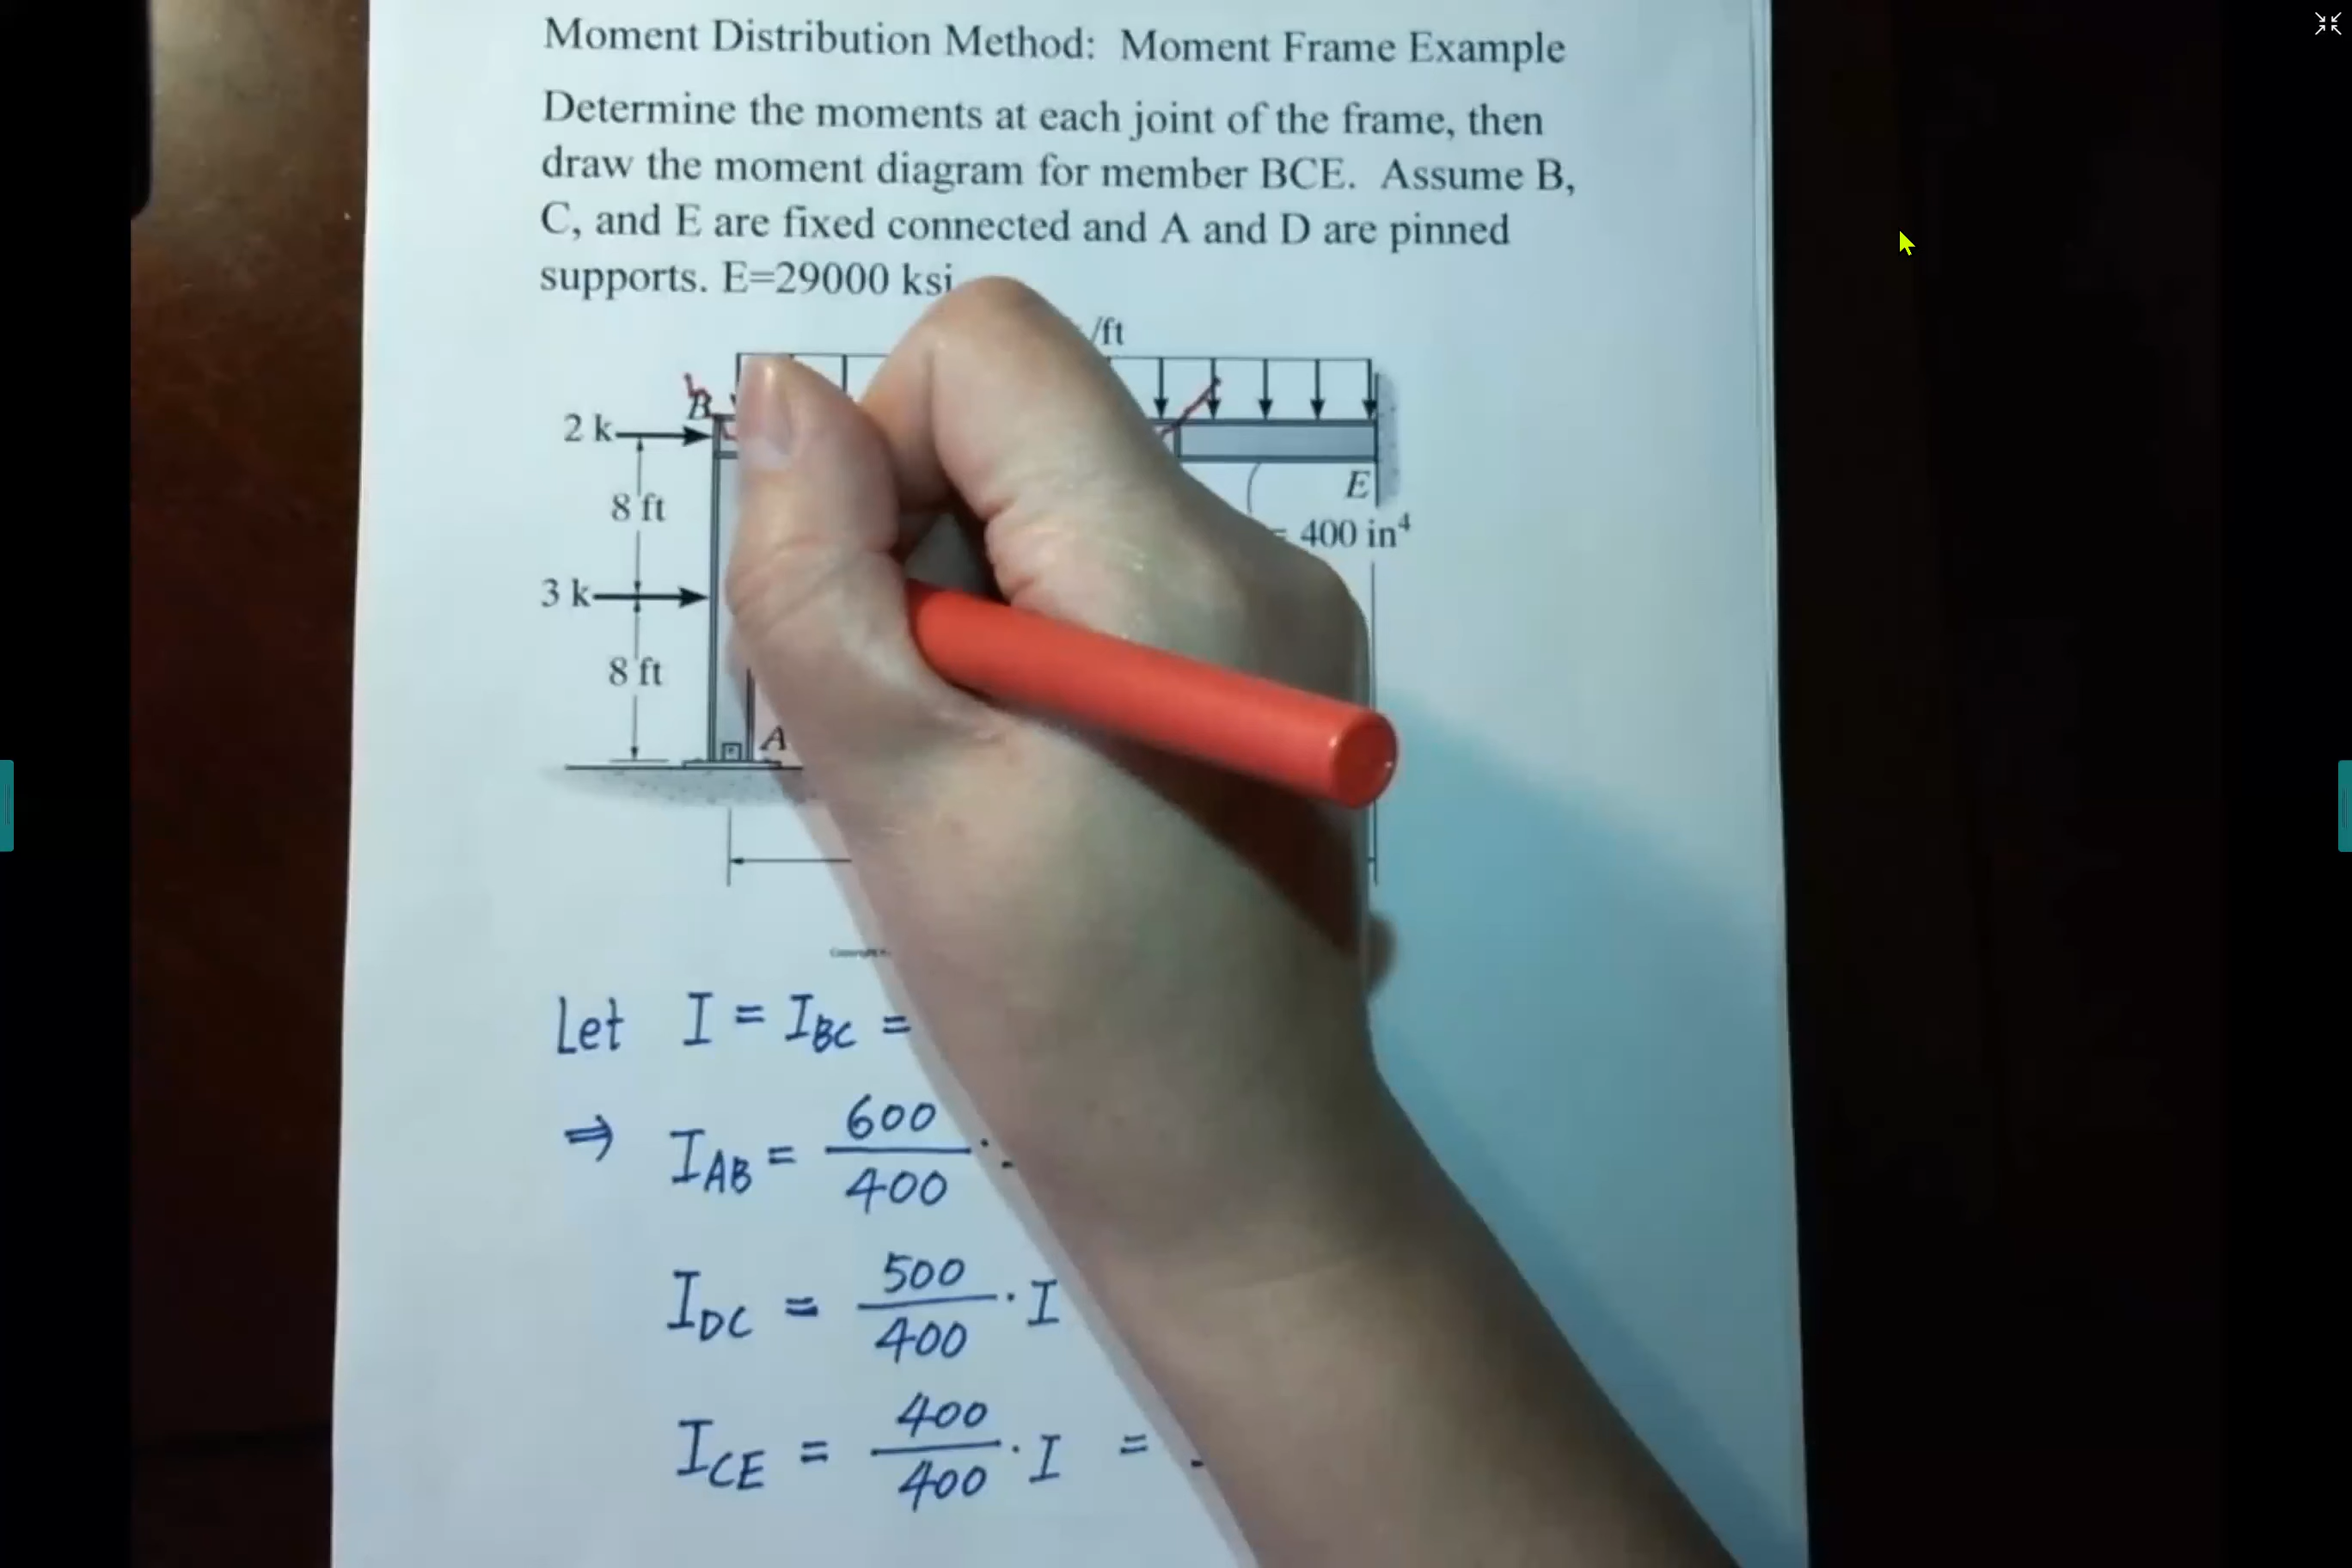 Moment Distribution Method: Moment Frame Example
Determine the moments at each joint of the frame, then
draw the moment diagram for member BCE. Assume B,
C, and E are fixed connected and A and D are pinned
supports. E=29000 ksi
/ft
B
2 k
8 ft
E
= 400 in⁴
3 k
8 ft
A
Let I = I_BC =
⇒ I_AB = 600/400 ·
I_DC = 500/400 · I
I_CE = 400/400 · I =